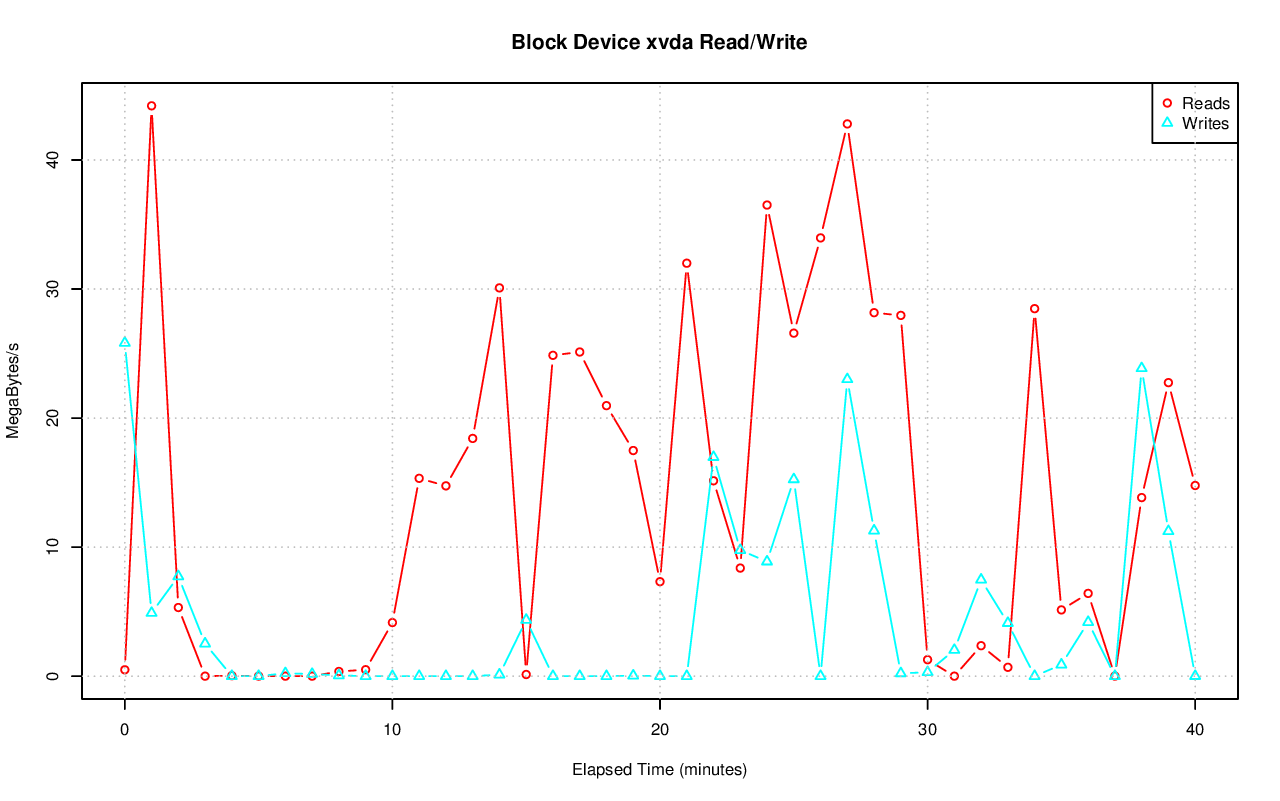 Block Device xvda Read/Write
Reads
Writes
MegaBytes/s
40
30
20
10
0
0 10 20 30 40
Elapsed Time (minutes)